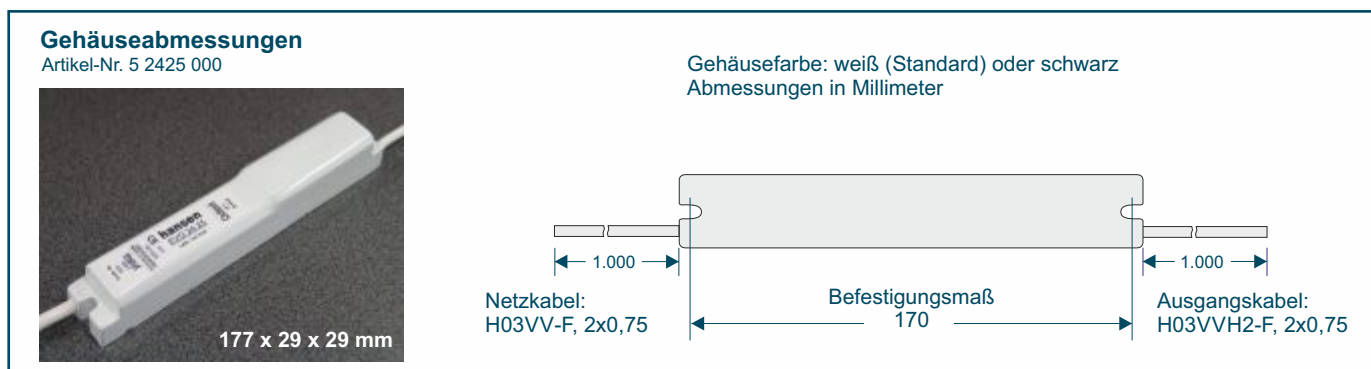 Gehäuseabmessungen
Artikel-Nr. 5 2425 000
Gehäusefarbe: weiß (Standard) oder schwarz
Abmessungen in Millimeter
hansen
177 x 29 x 29 mm
1.000
1.000
Netzkabel:
H03VV-F, 2x0,75
Befestigungsmaß
170
Ausgangskabel:
H03VVH2-F, 2x0,75